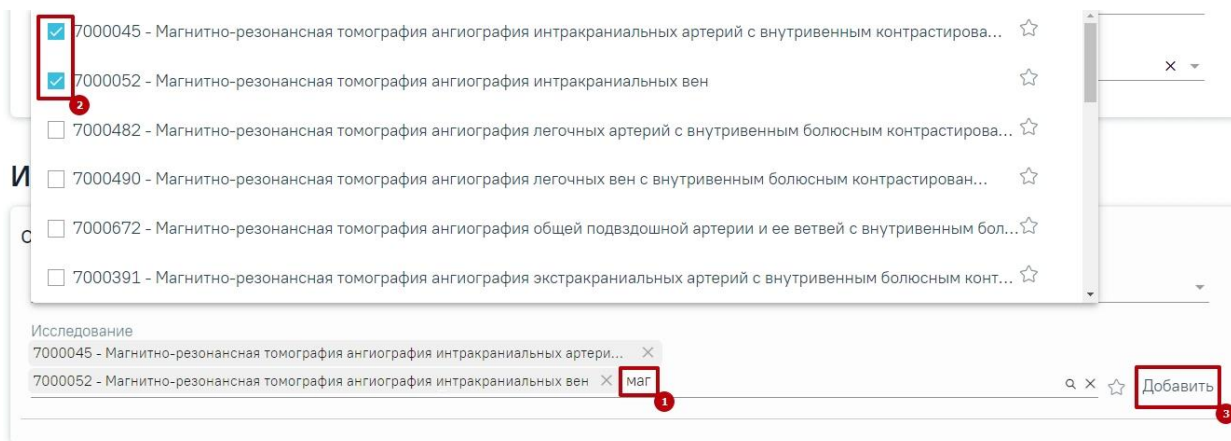 7000045 - Магнитно-резонансная томография ангиография интракраниальных артерий с внутривенным контрастирова...
7000052 - Магнитно-резонансная томография ангиография интракраниальных вен
2
7000482 - Магнитно-резонансная томография ангиография легочных артерий с внутривенным болюсным контрастирова...
7000490 - Магнитно-резонансная томография ангиография легочных вен с внутривенным болюсным контрастирован...
7000672 - Магнитно-резонансная томография ангиография общей подвздошной артерии и ее ветвей с внутривенным бол...
7000391 - Магнитно-резонансная томография ангиография экстракраниальных артерий с внутривенным болюсным конт...
Исследование
7000045 - Магнитно-резонансная томография ангиография интракраниальных артери...
7000052 - Магнитно-резонансная томография ангиография интракраниальных вен маг Добавить
1 3